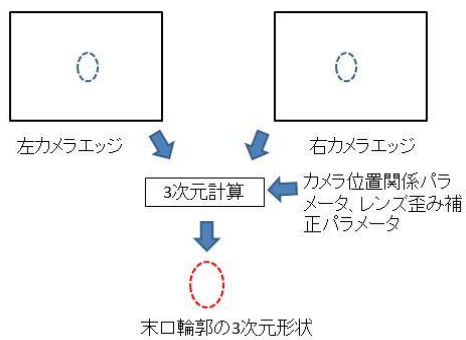 左カメラエッジ
右カメラエッジ
3次元計算
カメラ位置関係パラ
メータ、レンズ歪み補
正パラメータ
末口輪郭の3次元形状